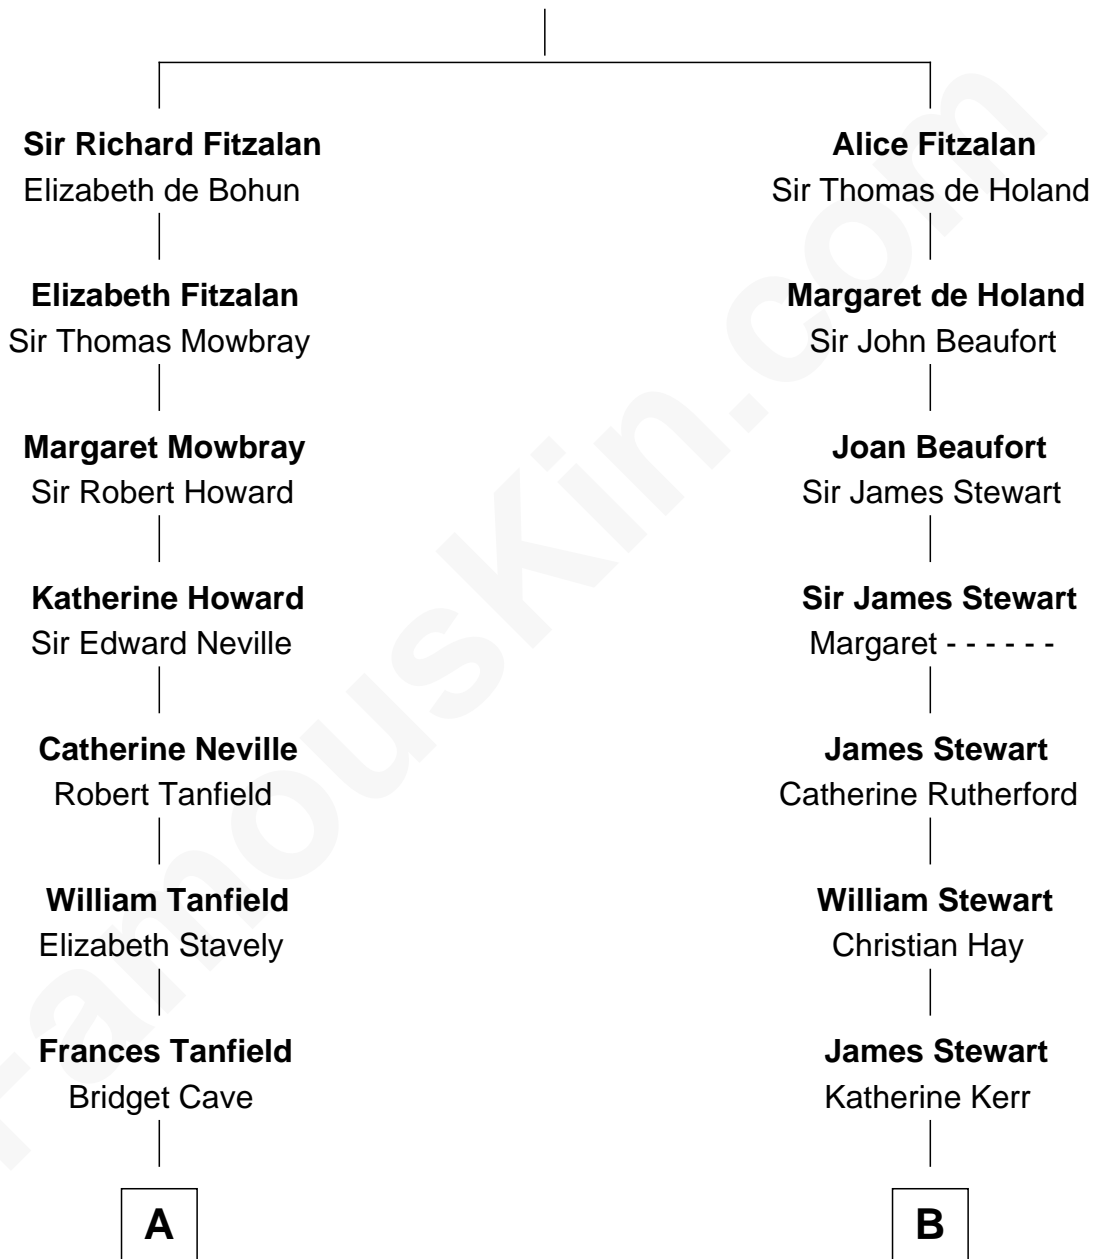 Sir Richard Fitzalan
Elizabeth de Bohun
Alice Fitzalan
Sir Thomas de Holand
Elizabeth Fitzalan
Sir Thomas Mowbray
Margaret de Holand
Sir John Beaufort
Margaret Mowbray
Sir Robert Howard
Joan Beaufort
Sir James Stewart
Katherine Howard
Sir Edward Neville
Sir James Stewart
Margaret - - - - - -
Catherine Neville
Robert Tanfield
James Stewart
Catherine Rutherford
William Tanfield
Elizabeth Stavely
William Stewart
Christian Hay
Frances Tanfield
Bridget Cave
James Stewart
Katherine Kerr
A
B
FamousKin.com